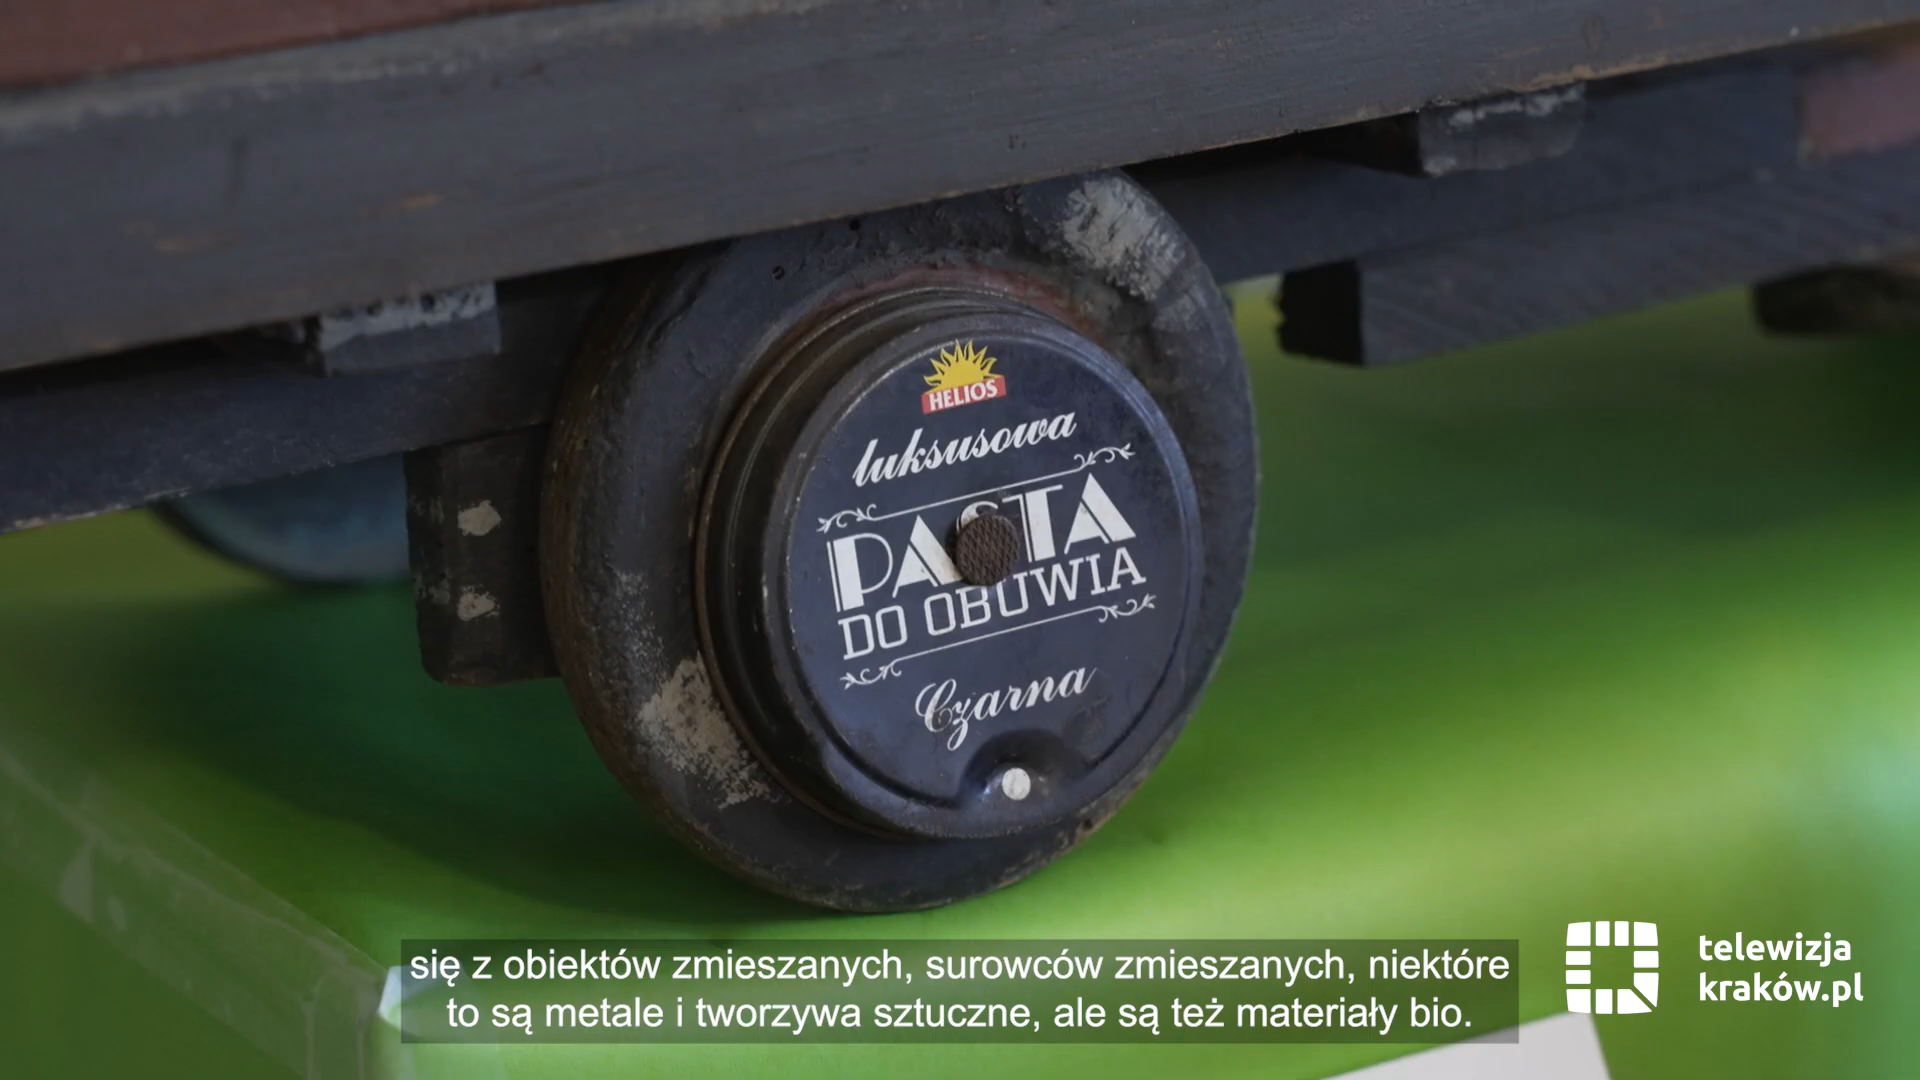 HELIOS
luksusowa
PASTA
DO OBUWIA
Czarna
się z obiektów zmieszanych, surowców zmieszanych, niektóre
to są metale i tworzywa sztuczne, ale są też materiały bio.
telewizja
kraków.pl